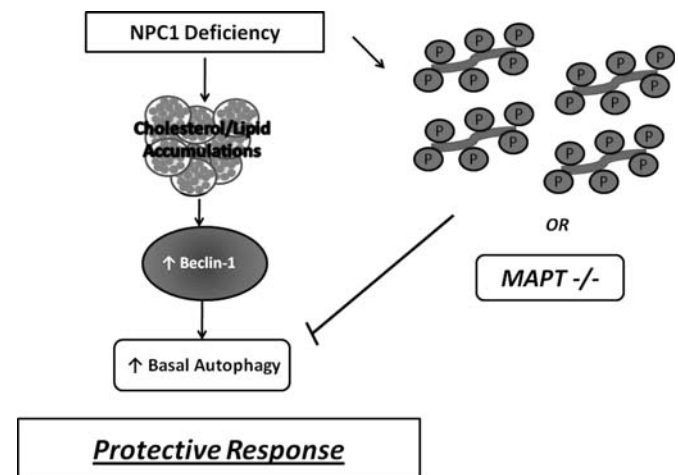 NPC1 Deficiency
Cholesterol/Lipid
Accumulations
↑ Beclin-1
↑ Basal Autophagy
Protective Response
P P P
P P P
P P P
P P P
P P P
P P P
P P P
P P P
OR
MAPT -/-